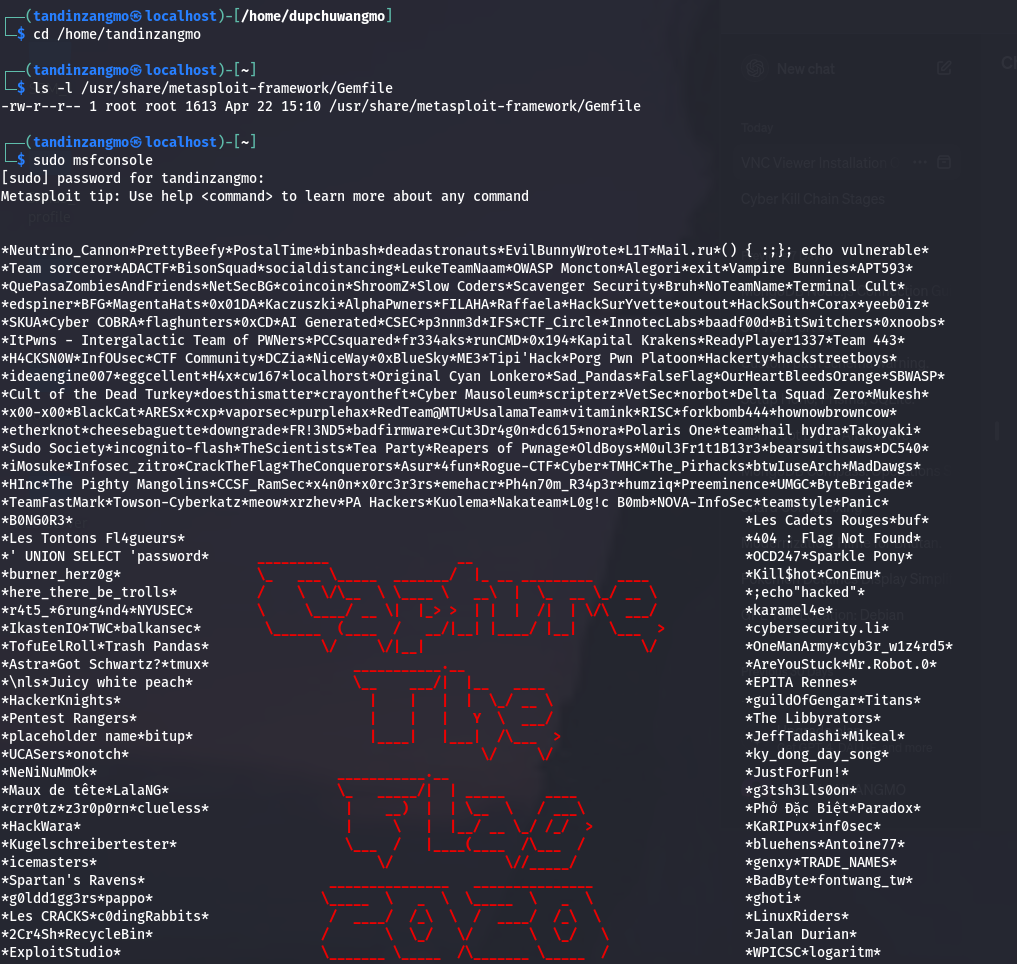 ┌──(tandinzangmo㉿localhost)-[/home/dupchuwangmo]
└─$ cd /home/tandinzangmo
┌──(tandinzangmo㉿localhost)-[~]
└─$ ls -l /usr/share/metasploit-framework/Gemfile
-rw-r--r-- 1 root root 1613 Apr 22 15:10 /usr/share/metasploit-framework/Gemfile
┌──(tandinzangmo㉿localhost)-[~]
└─$ sudo msfconsole
[sudo] password for tandinzangmo:
Metasploit tip: Use help <command> to learn more about any command
*Neutrino_Cannon*PrettyBeefy*PostalTime*binbash*deadastronauts*EvilBunnyWrote*L1T*Mail.ru*() { :;}; echo vulnerable*
*Team sorceror*ADACTF*BisonSquad*socialdistancing*LeukeTeamNaam*OWASP Moncton*Alegori*exit*Vampire Bunnies*APT593*
*QuePasaZombiesAndFriends*NetSecBG*coincoin*ShroomZ*Slow Coders*Scavenger Security*Bruh*NoTeamName*Terminal Cult*
*edspiner*BFG*MagentaHats*0x01DA*Kaczuszki*AlphaPwners*FILAHA*Raffaela*HackSurYvette*outout*HackSouth*Corax*yeeb0iz*
*SKUA*Cyber COBRA*flaghunters*0xCD*AI Generated*CSEC*p3nnm3d*IFS*CTF_Circle*InnotecLabs*baadf00d*BitSwitchers*0xnoobs*
*ItPwns - Intergalactic Team of PWNers*PCCsquared*fr334aks*runCMD*0x194*Kapital Krakens*ReadyPlayer1337*Team 443*
*H4CKSN0W*InfOUsec*CTF Community*DCZia*NiceWay*0xBlueSky*ME3*Tipi'Hack*Porg Pwn Platoon*Hackerty*hackstreetboys*
*ideaengine007*eggcellent*H4x*cw167*localhorst*Original Cyan Lonkero*Sad_Pandas*FalseFlag*OurHeartBleedsOrange*SBWASP*
*Cult of the Dead Turkey*doesthismatter*crayontheft*Cyber Mausoleum*scripterz*VetSec*norbot*Delta Squad Zero*Mukesh*
*x00-x00*BlackCat*ARESx*cxp*vaporsec*purplehax*RedTeam@MTU*UsalamaTeam*vitamink*RISC*forkbomb444*hownowbrowncow*
*etherknot*cheesebaguette*downgrade*FR!3ND5*badfirmware*Cut3Dr4g0n*dc615*nora*Polaris One*team*hail hydra*Takoyaki*
*Sudo Society*incognito-flash*TheScientists*Tea Party*Reapers of Pwnage*OldBoys*M0ul3Fr1t1B13r3*bearswithsaws*DC540*
*iMosuke*Infosec_zitro*CrackTheFlag*TheConquerors*Asur*4fun*Rogue-CTF*Cyber*TMHC*The_Pirhacks*btwIuseArch*MadDawgs*
*HInc*The Pighty Mangolins*CCSF_RamSec*x4n0n*x0rc3r3rs*emehacr*Ph4n70m_R34p3r*humziq*Preeminence*UMGC*ByteBrigade*
*TeamFastMark*Towson-Cyberkatz*meow*xrzhev*PA Hackers*Kuolema*Nakateam*L0g!c B0mb*NOVA-InfoSec*teamstyle*Panic*
*B0NG0R3* *Les Cadets Rouges*buf*
*Les Tontons Fl4gueurs* *404 : Flag Not Found*
*' UNION SELECT 'password* *OCD247*Sparkle Pony*
*burner_herz0g* *Kill$hot*ConEmu*
*here_there_be_trolls* *;echo"hacked"*
*r4t5_*6rung4nd4*NYUSEC* *karamel4e*
*IkastenIO*TWC*balkansec* *cybersecurity.li*
*TofuEelRoll*Trash Pandas* *OneManArmy*cyb3r_w1z4rd5*
*Astra*Got Schwartz?*tmux* *AreYouStuck*Mr.Robot.0*
*\nls*Juicy white peach* *EPITA Rennes*
*HackerKnights* *guildOfGengar*Titans*
*Pentest Rangers* *The Libbyrators*
*placeholder name*bitup* *JeffTadashi*Mikeal*
*UCASers*onotch* *ky_dong_day_song*
*NeNiNuMmOk* *JustForFun!*
*Maux de tête*LalaNG* *g3tsh3Lls0on*
*crr0tz*z3r0p0rn*clueless* *Phở Đặc Biệt*Paradox*
*HackWara* *KaRIPux*inf0sec*
*Kugelschreibertester* *bluehens*Antoine77*
*icemasters* *genxy*TRADE_NAMES*
*Spartan's Ravens* *BadByte*fontwang_tw*
*g0ldd1gg3rs*pappo* *ghoti*
*Les CRACKS*c0dingRabbits* *LinuxRiders*
*2Cr4Sh*RecycleBin* *Jalan Durian*
*ExploitStudio* *WPICSC*logaritm*
Capture
The
Flag
2020
New chat
Today
VNC Viewer Installation
Cyber Kill Chain Stages
profile